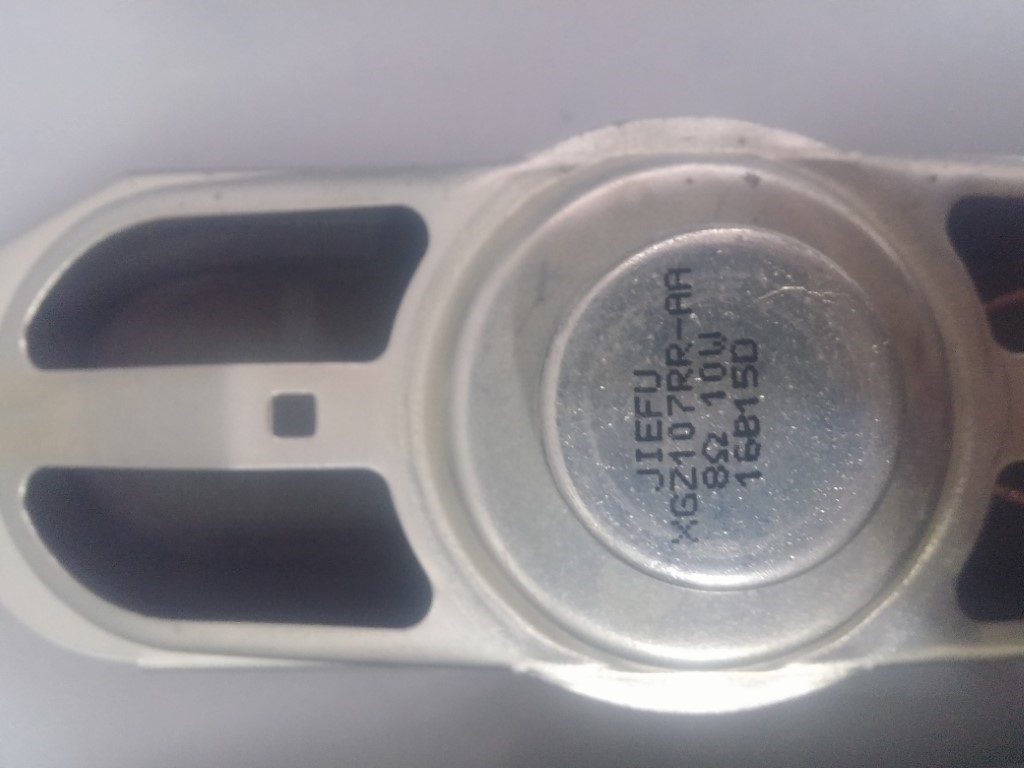 JIEFU
XGZ107RR-AA
8Ω 10W
16B15D